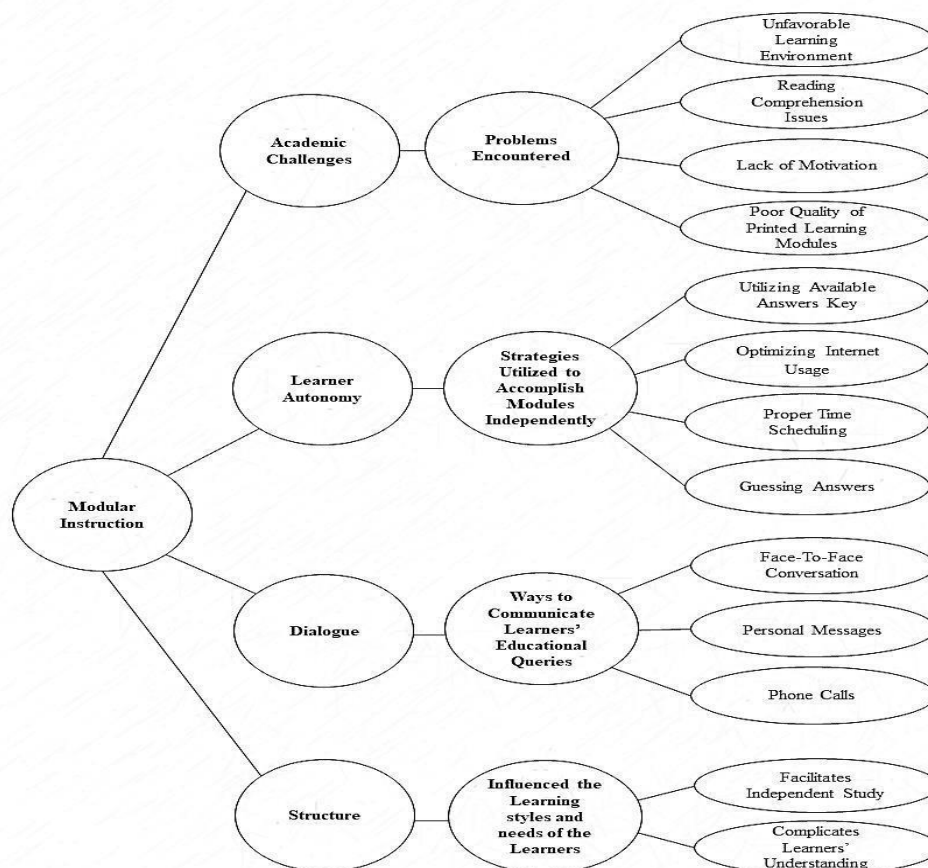 Unfavorable
Learning
Environment
Reading
Comprehension
Issues
Lack of Motivation
Poor Quality of
Printed Learning
Modules
Academic
Challenges
Problems
Encountered
Utilizing Available
Answers Key
Optimizing Internet
Usage
Proper Time
Scheduling
Guessing Answers
Learner
Autonomy
Strategies
Utilized to
Accomplish
Modules
Independently
Modular
Instruction
Face-To-Face
Conversation
Personal Messages
Phone Calls
Dialogue
Ways to
Communicate
Learners’
Educational
Queries
Structure
Influenced the
Learning
styles and
needs of the
Learners
Facilitates
Independent Study
Complicates
Learners’
Understanding